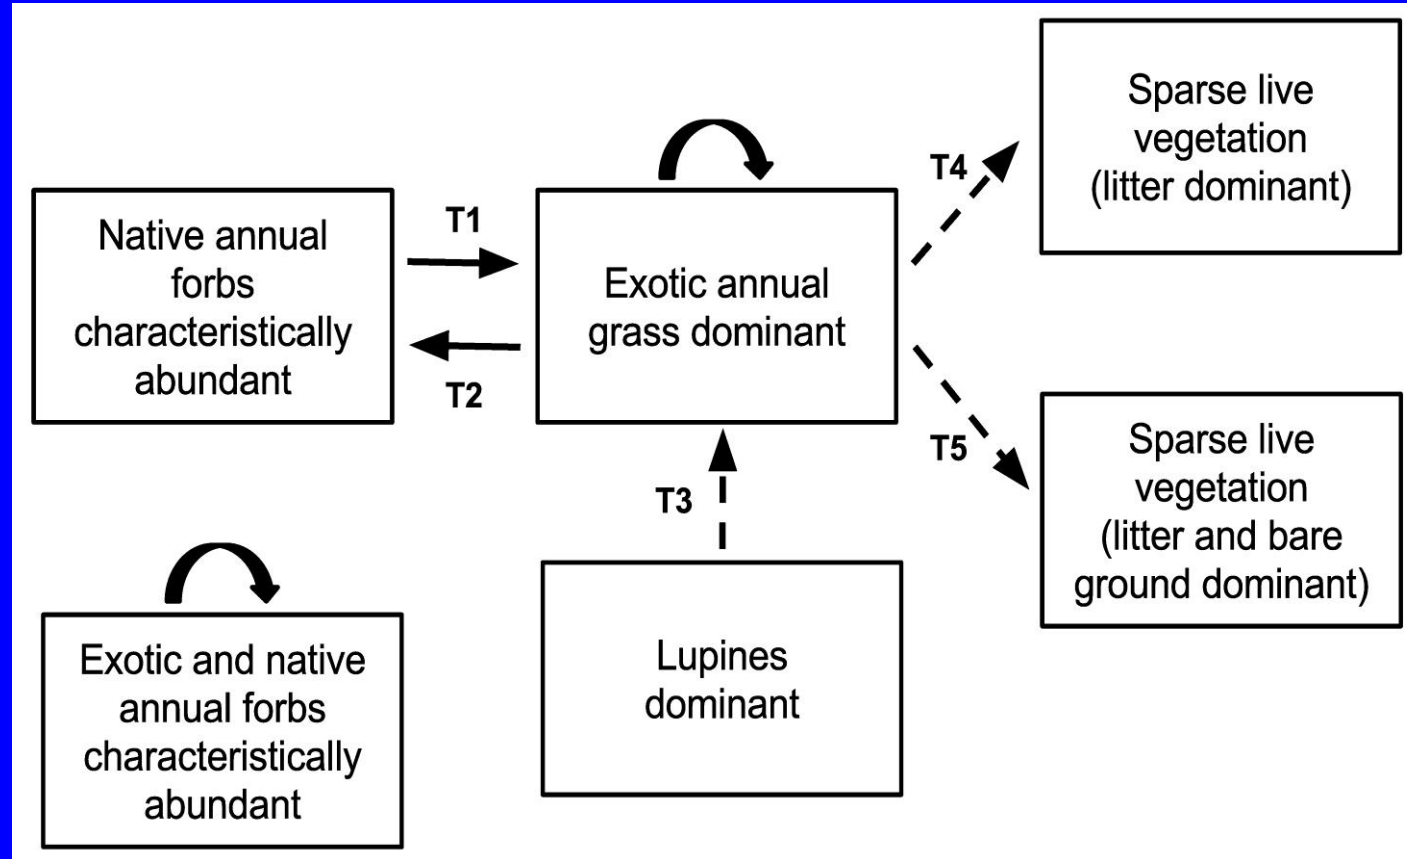 Native annual
forbs
characteristically
abundant
T1
T2
Exotic annual
grass dominant
T4
Sparse live
vegetation
(litter dominant)
T5
Sparse live
vegetation
(litter and bare
ground dominant)
T3
Exotic and native
annual forbs
characteristically
abundant
Lupines
dominant